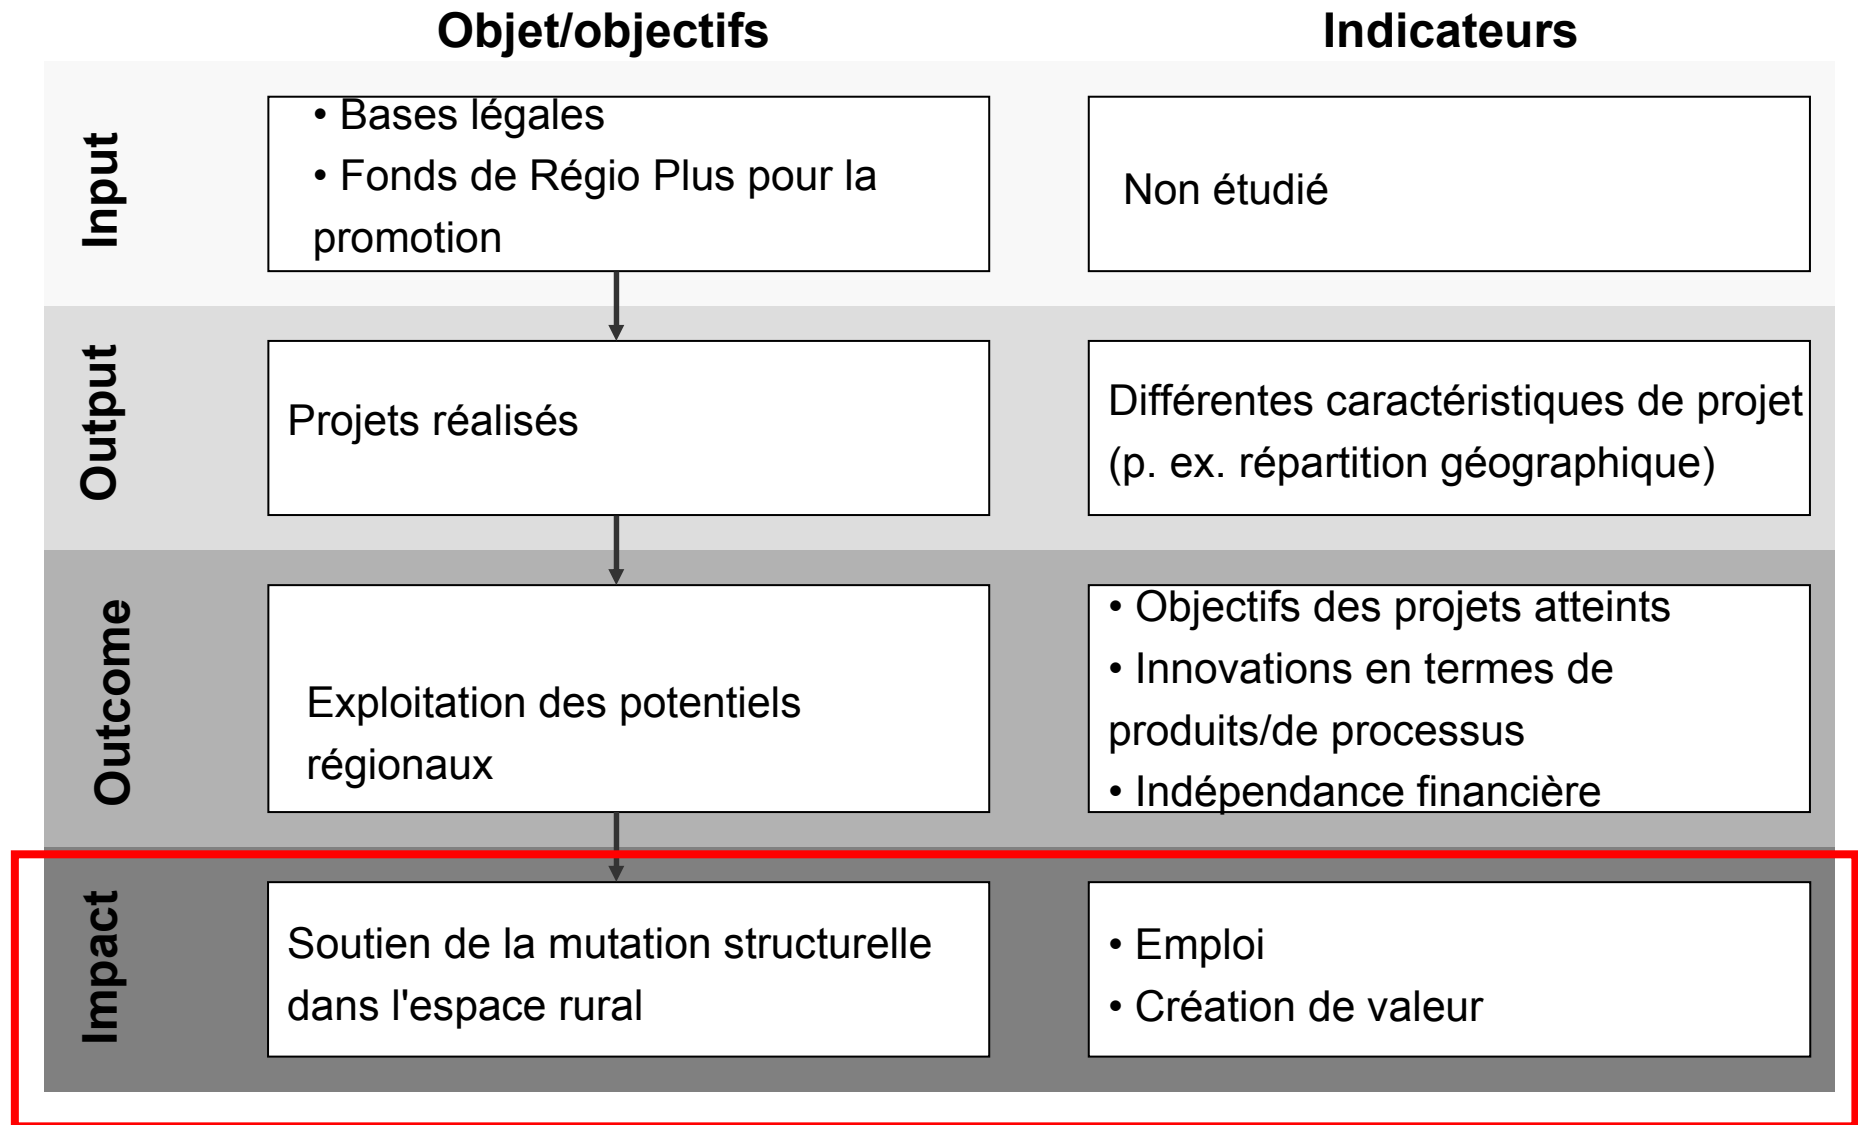 Objet/objectifs
Indicateurs
Input
• Bases légales
• Fonds de Régio Plus pour la
promotion
Non étudié
Output
Projets réalisés
Différentes caractéristiques de projet
(p. ex. répartition géographique)
Outcome
Exploitation des potentiels
régionaux
• Objectifs des projets atteints
• Innovations en termes de
produits/de processus
• Indépendance financière
Impact
Soutien de la mutation structurelle
dans l'espace rural
• Emploi
• Création de valeur